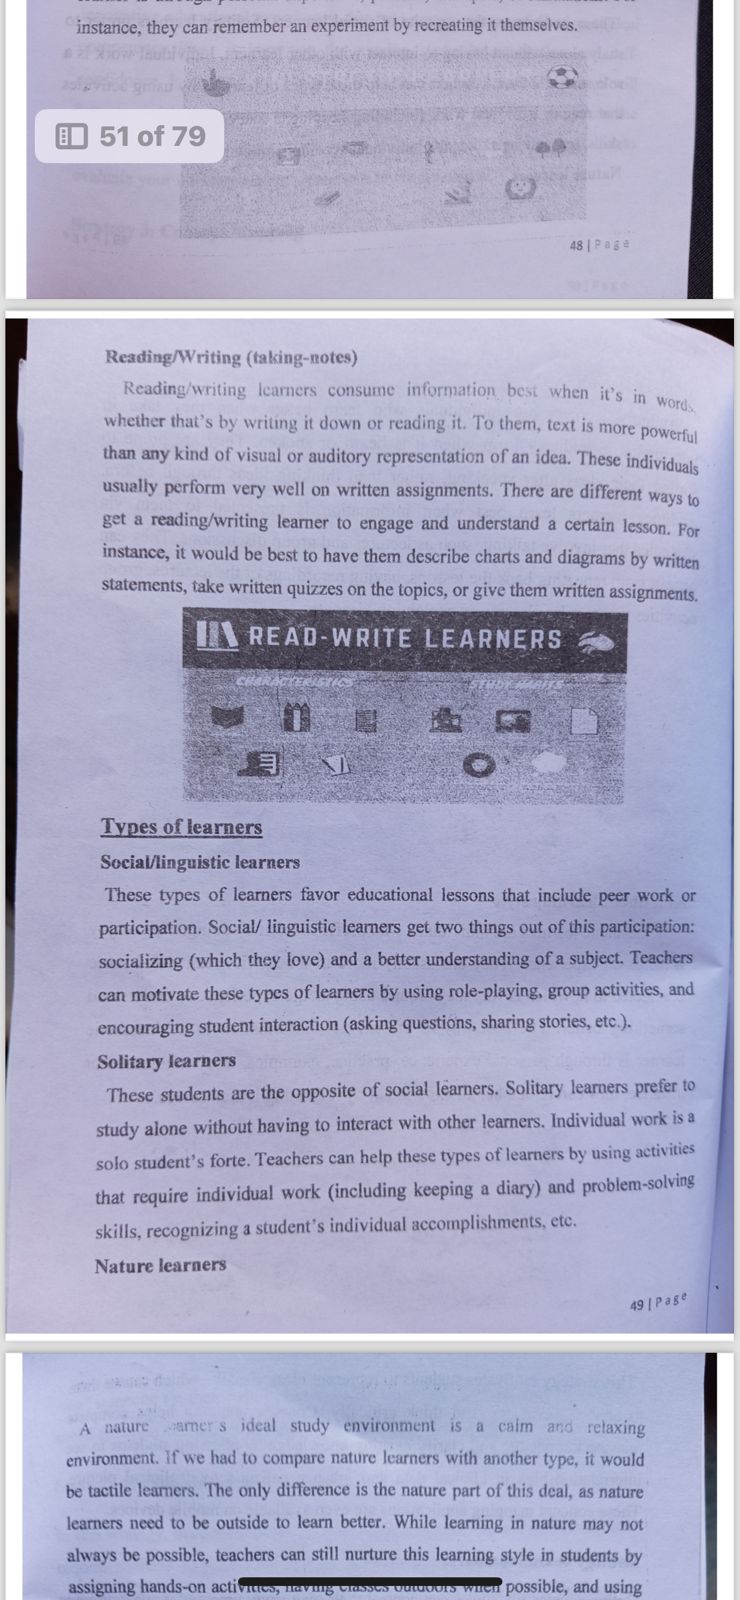 instance, they can remember an experiment by recreating it themselves.
51 of 79
48 | Page
Reading/Writing (taking-notes)
Reading/writing learners consume information best when it's in words,
whether that's by writing it down or reading it. To them, text is more powerful
than any kind of visual or auditory representation of an idea. These individuals
usually perform very well on written assignments. There are different ways to
get a reading/writing learner to engage and understand a certain lesson. For
instance, it would be best to have them describe charts and diagrams by written
statements, take written quizzes on the topics, or give them written assignments.
READ-WRITE LEARNERS
CHARACTERISTICS STUDY HABITS
Types of learners
Social/linguistic learners
These types of learners favor educational lessons that include peer work or
participation. Social/ linguistic learners get two things out of this participation:
socializing (which they love) and a better understanding of a subject. Teachers
can motivate these types of learners by using role-playing, group activities, and
encouraging student interaction (asking questions, sharing stories, etc.).
Solitary learners
These students are the opposite of social learners. Solitary learners prefer to
study alone without having to interact with other learners. Individual work is a
solo student's forte. Teachers can help these types of learners by using activities
that require individual work (including keeping a diary) and problem-solving
skills, recognizing a student's individual accomplishments, etc.
Nature learners
49 | Page
A nature learner's ideal study environment is a calm and relaxing
environment. If we had to compare nature learners with another type, it would
be tactile learners. The only difference is the nature part of this deal, as nature
learners need to be outside to learn better. While learning in nature may not
always be possible, teachers can still nurture this learning style in students by
assigning hands-on activities, having classes outdoors when possible, and using